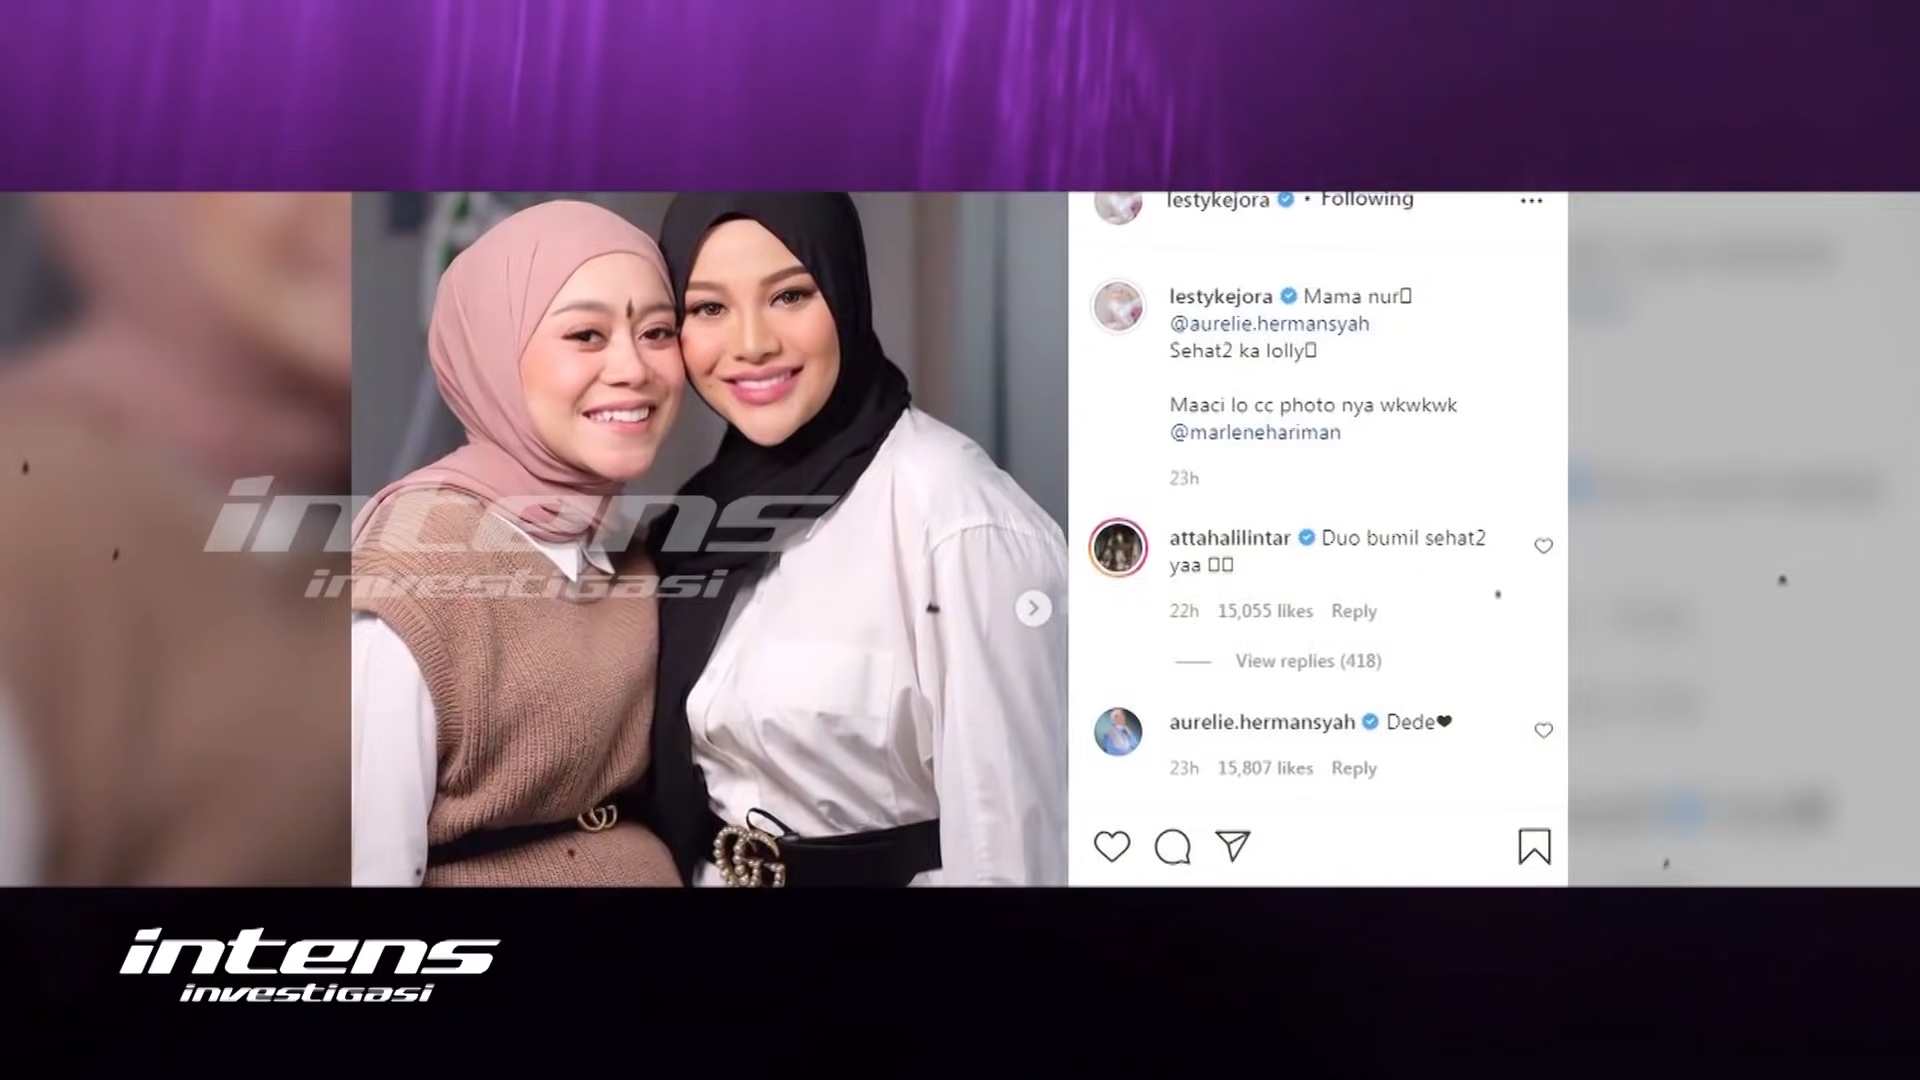 lestykejora • Following
lestykejora Mama nur
@aurelie.hermansyah
Sehat2 ka lolly
Maaci lo cc photo nya wkwkwk
@marlenehariman
23h
attahalilintar Duo bumil sehat2
yaa
22h 15,055 likes Reply
View replies (418)
aurelie.hermansyah Dede❤
23h 15,807 likes Reply
intens
investigasi
intens
investigasi